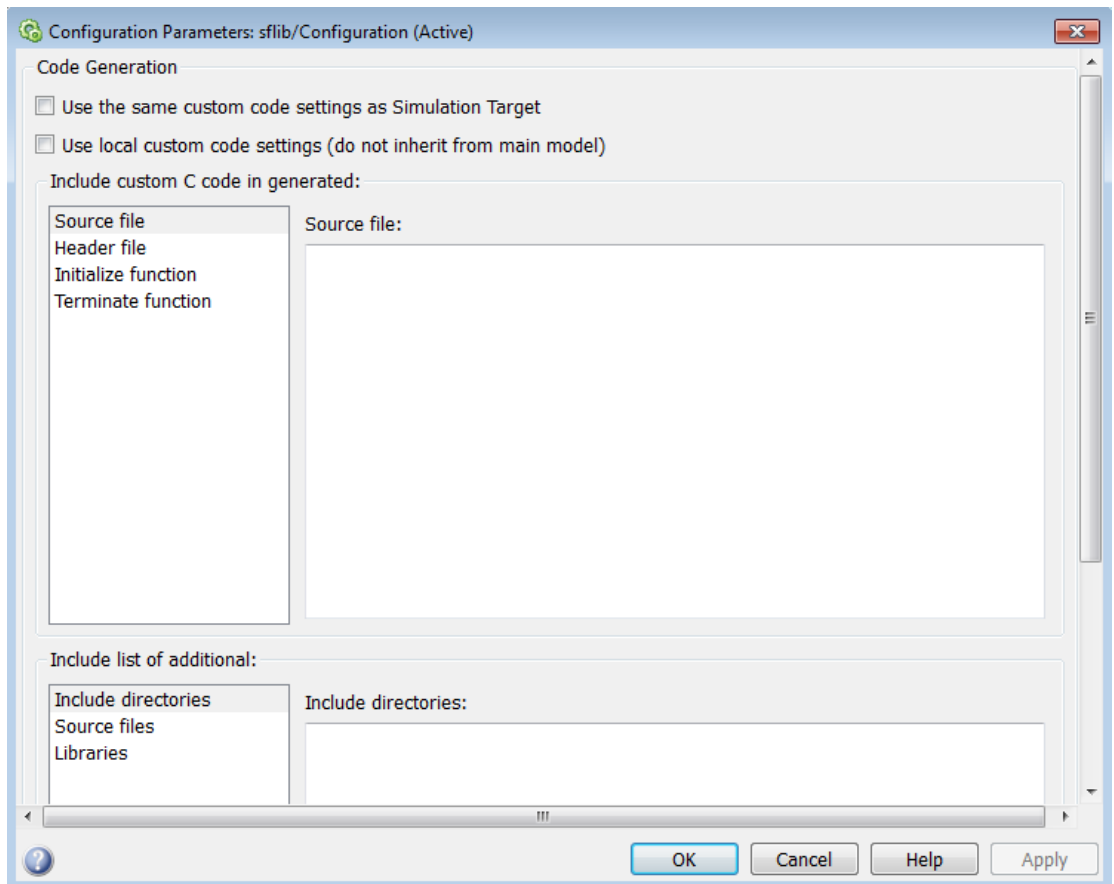 Configuration Parameters: sflib/Configuration (Active)
Code Generation
Use the same custom code settings as Simulation Target
Use local custom code settings (do not inherit from main model)
Include custom C code in generated:
Source file
Header file
Initialize function
Terminate function
Source file:
Include list of additional:
Include directories
Source files
Libraries
Include directories:
OK Cancel Help Apply